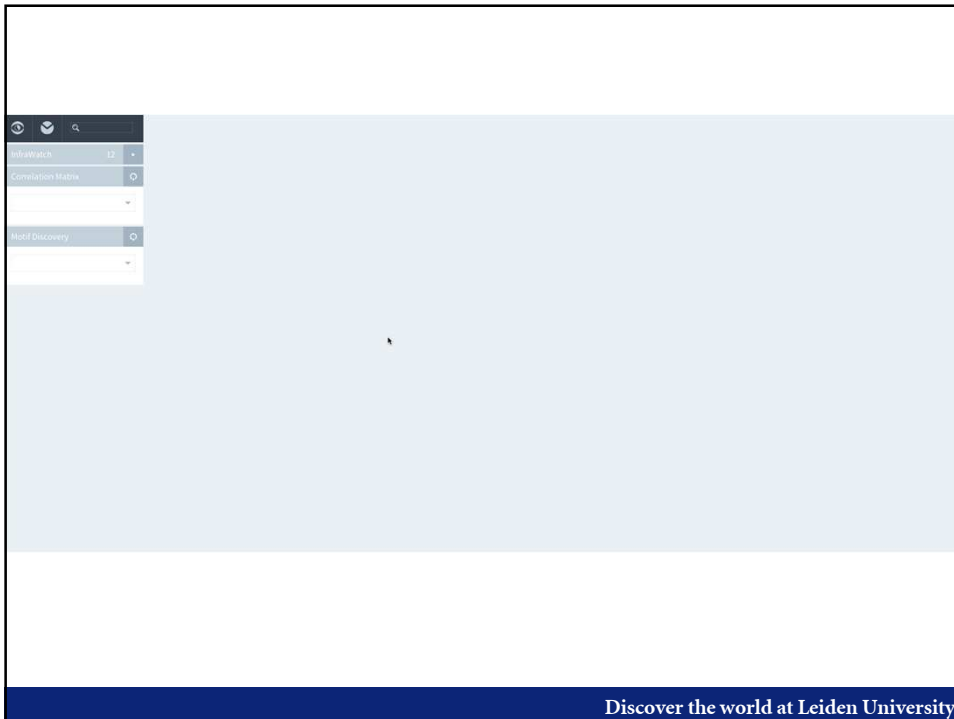 InfraWatch 12
Correlation Matrix
Motif Discovery
Discover the world at Leiden University